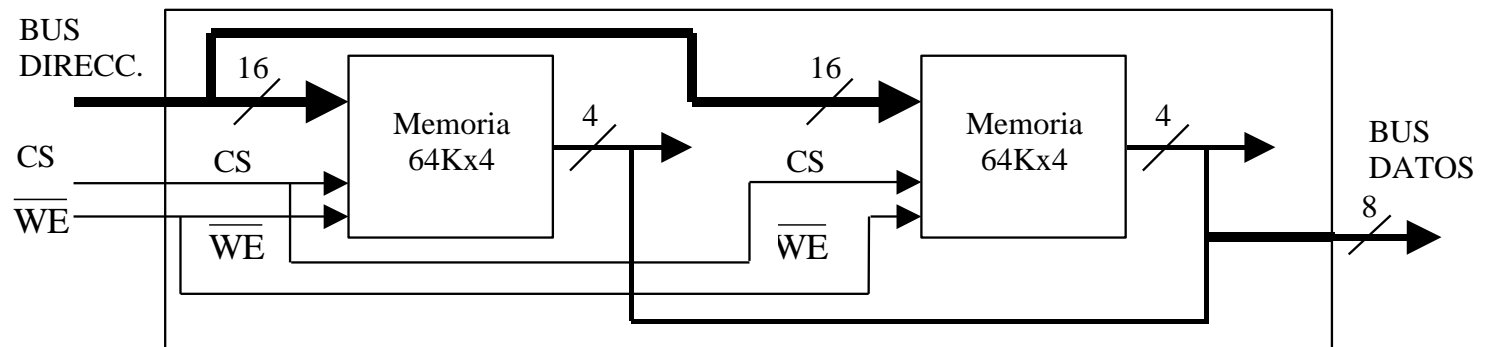 BUS
DIRECC.
16
16
Memoria
64Kx4
4
Memoria
64Kx4
4
BUS
DATOS
8
CS
CS
CS
WE
WE
WE